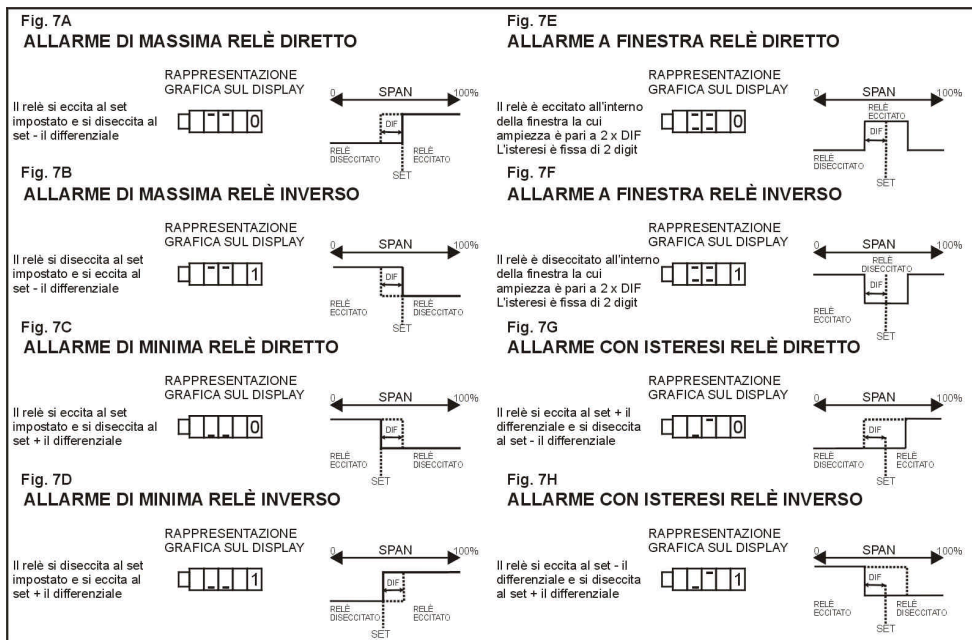 Fig. 7A
ALLARME DI MASSIMA RELÈ DIRETTO
RAPPRESENTAZIONE
GRAFICA SUL DISPLAY
Il relè si eccita al set
impostato e si diseccita al
set - il differenziale
0
0 SPAN 100%
DIF
RELÈ
DISECCITATO
RELÈ
ECCITATO
SET
Fig. 7B
ALLARME DI MASSIMA RELÈ INVERSO
RAPPRESENTAZIONE
GRAFICA SUL DISPLAY
Il relè si diseccita al set
impostato e si eccita al
set - il differenziale
1
0 SPAN 100%
DIF
RELÈ
ECCITATO
RELÈ
DISECCITATO
SET
Fig. 7C
ALLARME DI MINIMA RELÈ DIRETTO
RAPPRESENTAZIONE
GRAFICA SUL DISPLAY
Il relè si eccita al set
impostato e si diseccita al
set + il differenziale
0
0 SPAN 100%
DIF
RELÈ
ECCITATO
RELÈ
DISECCITATO
SET
Fig. 7D
ALLARME DI MINIMA RELÈ INVERSO
RAPPRESENTAZIONE
GRAFICA SUL DISPLAY
Il relè si diseccita al set
impostato e si eccita al
set + il differenziale
1
0 SPAN 100%
DIF
RELÈ
DISECCITATO
RELÈ
ECCITATO
SET
Fig. 7E
ALLARME A FINESTRA RELÈ DIRETTO
RAPPRESENTAZIONE
GRAFICA SUL DISPLAY
Il relè è eccitato all'interno
della finestra la cui
ampiezza è pari a 2 x DIF
L'isteresi è fissa di 2 digit
0
0 SPAN 100%
RELÈ
ECCITATO
DIF
RELÈ
DISECCITATO
SET
Fig. 7F
ALLARME A FINESTRA RELÈ INVERSO
RAPPRESENTAZIONE
GRAFICA SUL DISPLAY
Il relè è diseccitato all'interno
della finestra la cui
ampiezza è pari a 2 x DIF
L'isteresi è fissa di 2 digit
1
0 SPAN 100%
RELÈ
DISECCITATO
DIF
RELÈ
ECCITATO
SET
Fig. 7G
ALLARME CON ISTERESI RELÈ DIRETTO
RAPPRESENTAZIONE
GRAFICA SUL DISPLAY
Il relè si eccita al set + il
differenziale e si diseccita
al set - il differenziale
0
0 SPAN 100%
DIF
RELÈ
DISECCITATO
RELÈ
ECCITATO
SET
Fig. 7H
ALLARME CON ISTERESI RELÈ INVERSO
RAPPRESENTAZIONE
GRAFICA SUL DISPLAY
Il relè si eccita al set - il
differenziale e si diseccita
al set + il differenziale
1
0 SPAN 100%
DIF
RELÈ
ECCITATO
RELÈ
DISECCITATO
SET